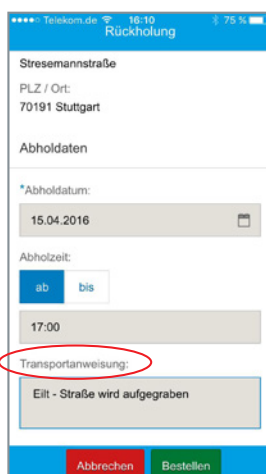 Telekom.de 16:10 75 %
Rückholung
Stresemannstraße
PLZ / Ort:
70191 Stuttgart
Abholdaten
*Abholdatum:
15.04.2016
Abholzeit:
ab bis
17:00
Transportanweisung:
Eilt - Straße wird aufgegraben
Abbrechen Bestellen